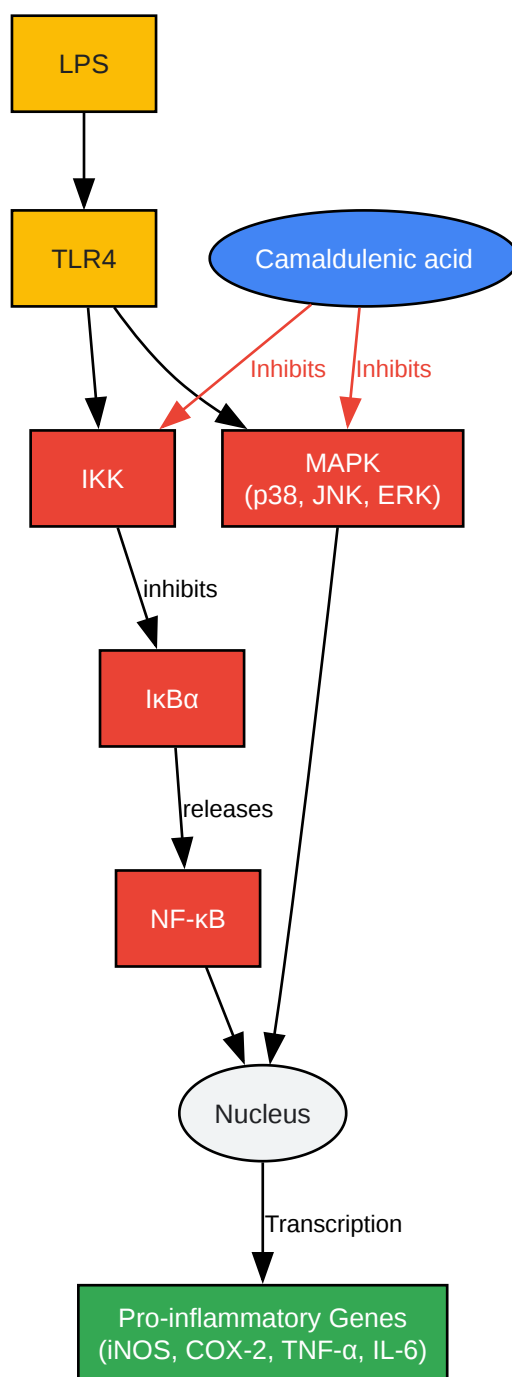 LPS
TLR4
Camaldulenic acid
Inhibits
Inhibits
IKK
MAPK
(p38, JNK, ERK)
inhibits
IκBα
releases
NF-κB
Nucleus
Transcription
Pro-inflammatory Genes
(iNOS, COX-2, TNF-α, IL-6)